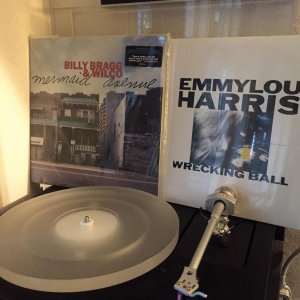 BILLY BRAGG
& WILCO
mermaid avenue
EMMYLOU
HARRIS
WRECKING BALL